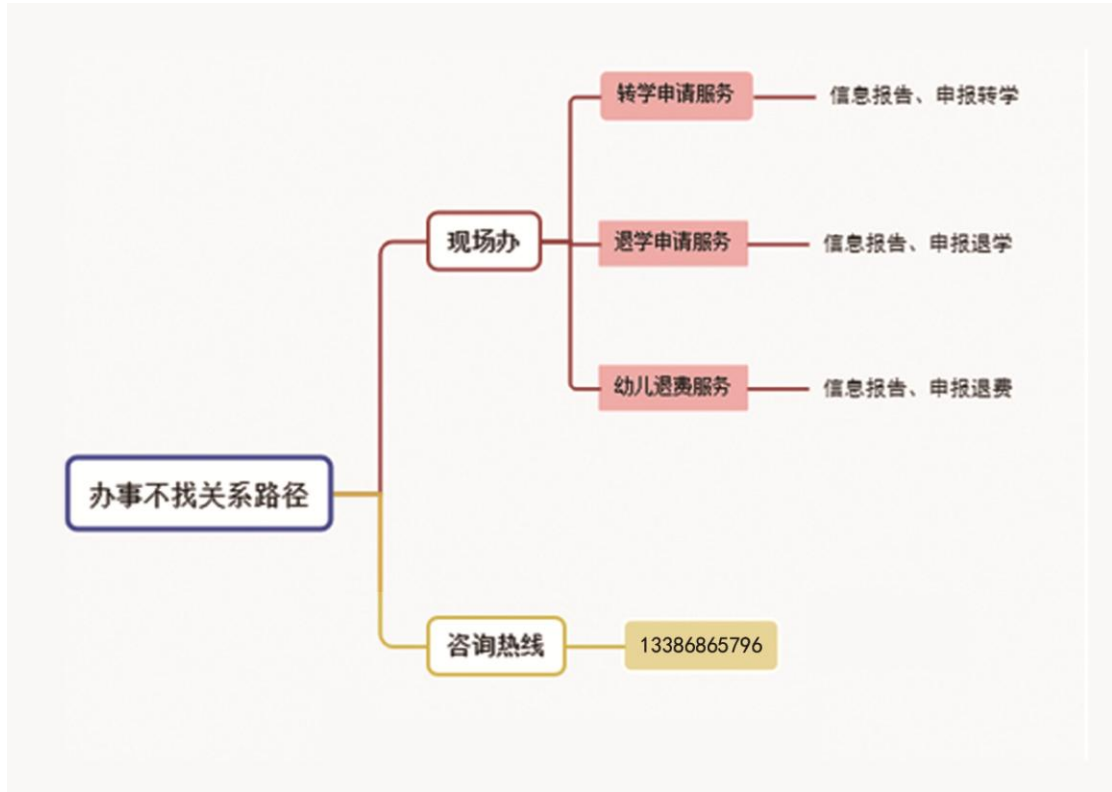 转学申请服务
信息报告、申报转学
现场办
退学申请服务
信息报告、申报退学
幼儿退费服务
信息报告、申报退费
办事不找关系路径
咨询热线
13386865796